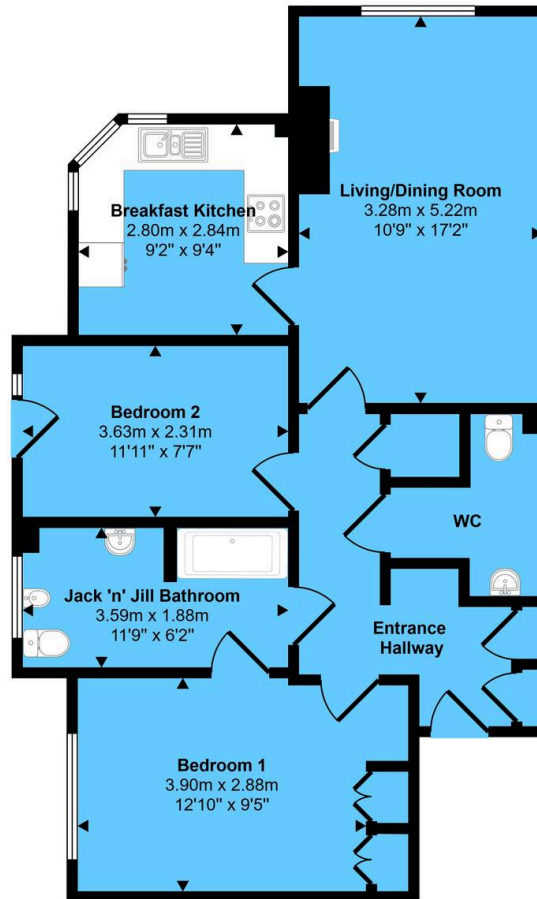 Living/Dining Room
3.28m x 5.22m
10'9" x 17'2"
Breakfast Kitchen
2.80m x 2.84m
9'2" x 9'4"
Bedroom 2
3.63m x 2.31m
11'11" x 7'7"
WC
Jack 'n' Jill Bathroom
3.59m x 1.88m
11'9" x 6'2"
Entrance
Hallway
Bedroom 1
3.90m x 2.88m
12'10" x 9'5"